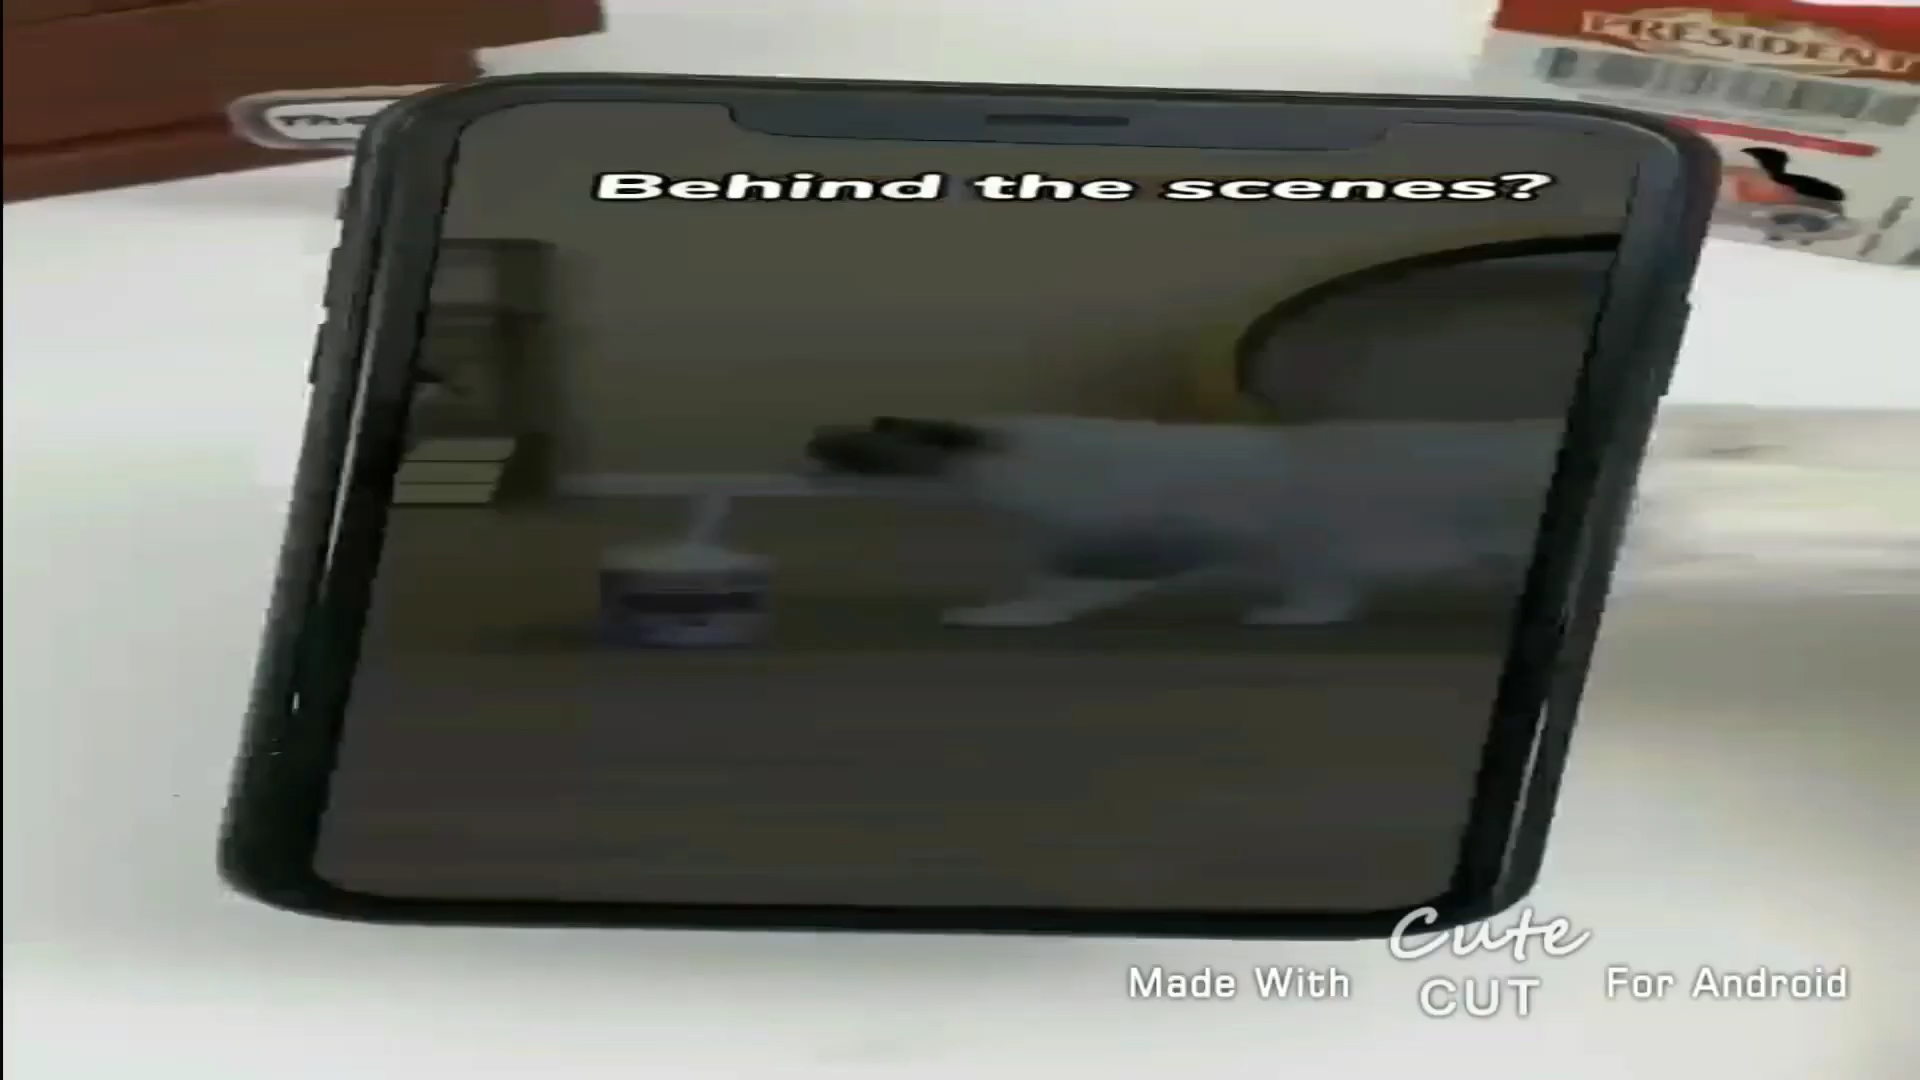 PRESIDENT
Behind the scenes?
Cute
CUT
Made With
For Android